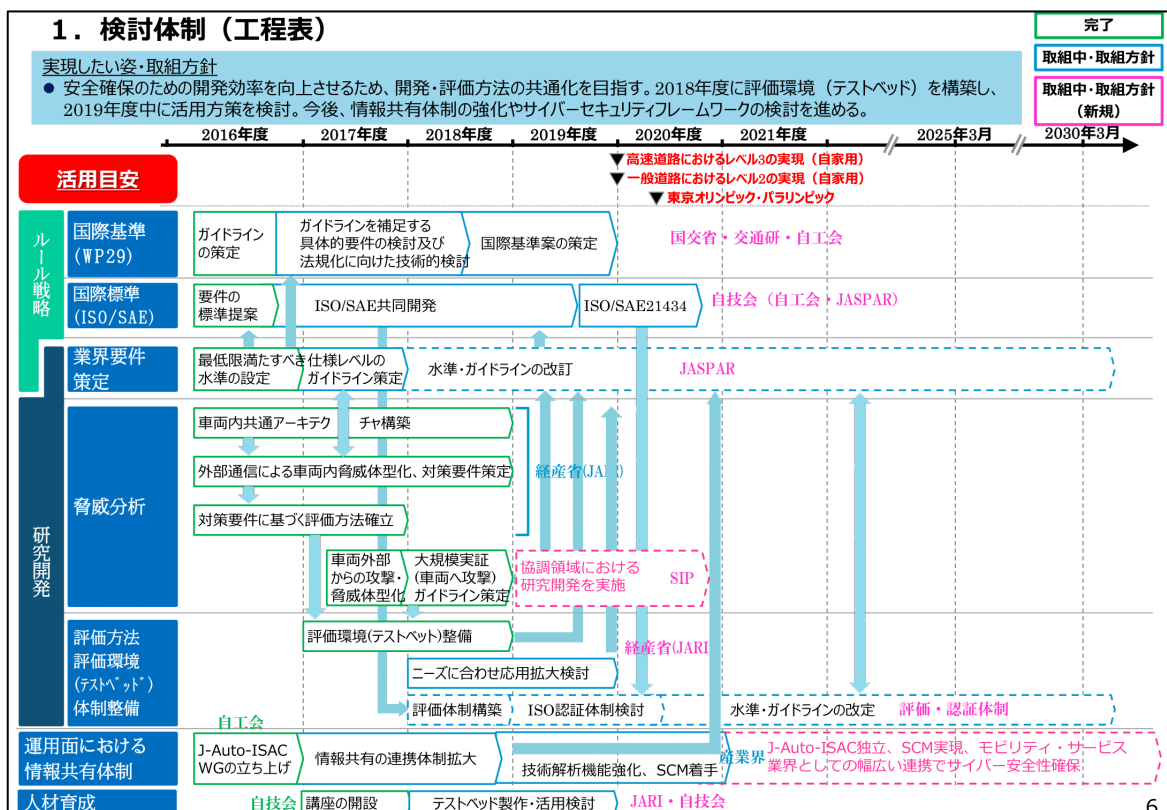 1．検討体制（工程表）
完了
取組中・取組方針
取組中・取組方針
（新規）
実現したい姿・取組方針
● 安全確保のための開発効率を向上させるため、開発・評価方法の共通化を目指す。2018年度に評価環境（テストベッド）を構築し、
2019年度中に活用方策を検討。今後、情報共有体制の強化やサイバーセキュリティフレームワークの検討を進める。
2016年度 2017年度 2018年度 2019年度 2020年度 2021年度 2025年3月 2030年3月
活用目安
▼高速道路におけるレベル3の実現（自家用）
▼一般道路におけるレベル2の実現（自家用）
▼東京オリンピック・パラリンピック
ルール戦略
国際基準
(WP29)
ガイドライン
の策定
ガイドラインを補足する
具体的要件の検討及び
法規化に向けた技術的検討
国際基準案の策定
国交省・交通研・自工会
国際標準
(ISO/SAE)
要件の
標準提案
ISO/SAE共同開発
ISO/SAE21434
自技会（自工会・JASPAR）
業界要件
策定
最低限満たすべき
水準の設定
仕様レベルの
ガイドライン策定
水準・ガイドラインの改訂
JASPAR
研究開発
脅威分析
車両内共通アーキテク チャ構築
外部通信による車両内脅威体型化、対策要件策定
経産省(JA
対策要件に基づく評価方法確立
車両外部
からの攻撃・
脅威体型化
大規模実証
（車両へ攻撃）
ガイドライン策定
協調領域における
研究開発を実施
SIP
評価方法
評価環境
(ﾃｽﾄﾍﾞｯﾄﾞ)
体制整備
評価環境(テストベット)整備
経産省(JARI
ニーズに合わせ応用拡大検討
評価体制構築
ISO認証体制検討
水準・ガイドラインの改定
評価・認証体制
運用面における
情報共有体制
自工会
J-Auto-ISAC
WGの立ち上げ
情報共有の連携体制拡大
技術解析機能強化、SCM着手
産業界
J-Auto-ISAC独立、SCM実現、モビリティ・サービス
業界としての幅広い連携でサイバー安全性確保
人材育成
自技会
講座の開設
テストベッド製作・活用検討
JARI・自技会
6